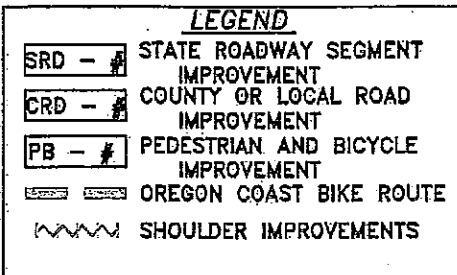 LEGEND
SRD - # STATE ROADWAY SEGMENT
IMPROVEMENT
CRD - # COUNTY OR LOCAL ROAD
IMPROVEMENT
PB - # PEDESTRIAN AND BICYCLE
IMPROVEMENT
OREGON COAST BIKE ROUTE
SHOULDER IMPROVEMENTS